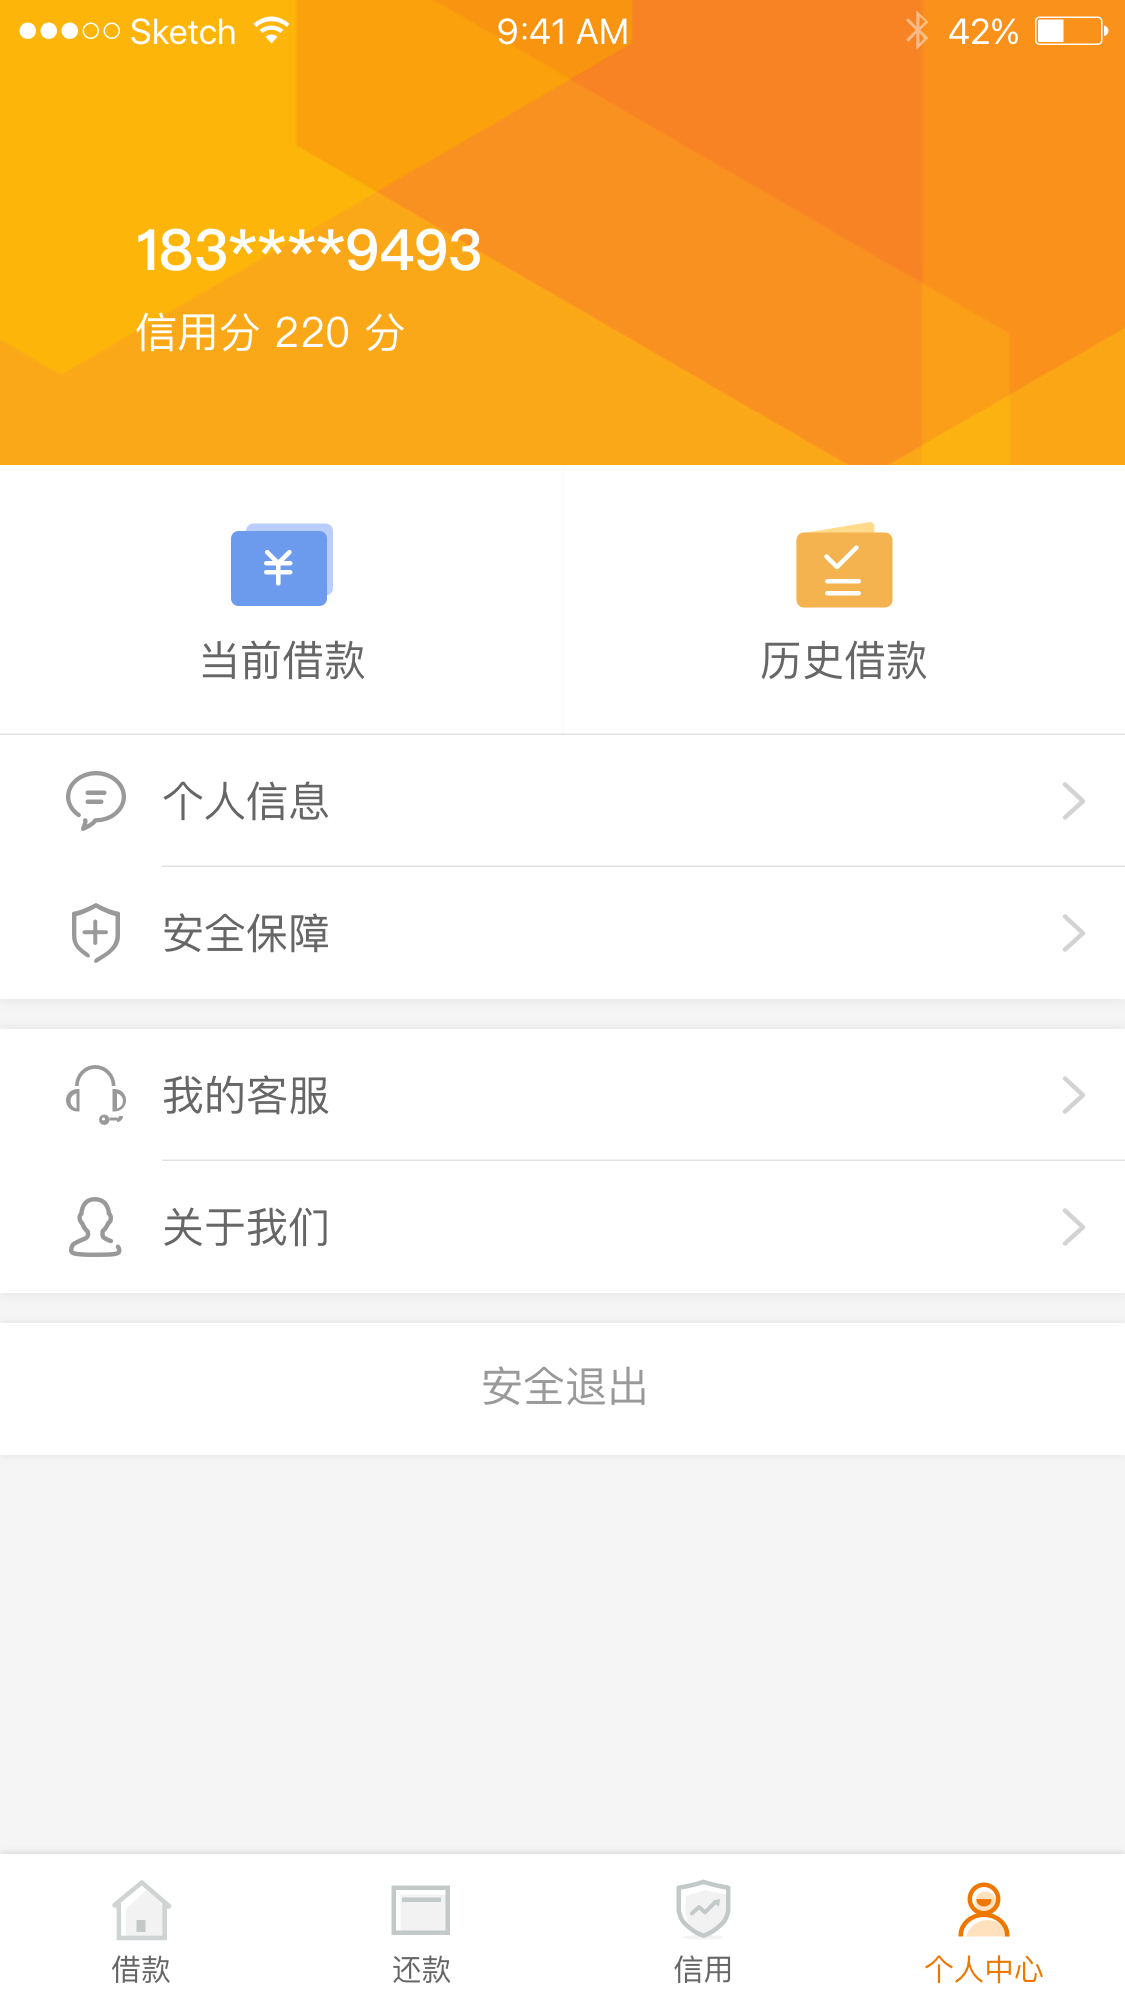 Sketch 9:41 AM 42%
183****9493
信用分 220 分
当前借款 历史借款
个人信息
安全保障
我的客服
关于我们
安全退出
借款 还款 信用 个人中心